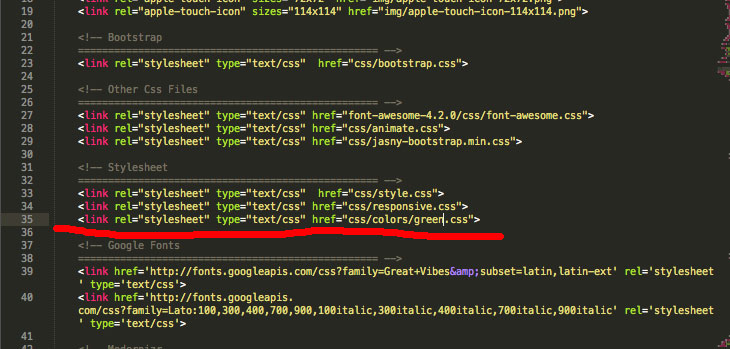 19 <link rel="apple-touch-icon" sizes="114x114" href="img/apple-touch-icon-114x114.png">
20
21 <!-- Bootstrap
22 ================================================== -->
23 <link rel="stylesheet" type="text/css"  href="css/bootstrap.css">
24
25 <!-- Other Css Files
26 ================================================== -->
27 <link rel="stylesheet" type="text/css" href="font-awesome-4.2.0/css/font-awesome.css">
28 <link rel="stylesheet" type="text/css" href="css/animate.css">
29 <link rel="stylesheet" type="text/css" href="css/jasny-bootstrap.min.css">
30
31 <!-- Stylesheet
32 ================================================== -->
33 <link rel="stylesheet" type="text/css"  href="css/style.css">
34 <link rel="stylesheet" type="text/css" href="css/responsive.css">
35 <link rel="stylesheet" type="text/css" href="css/colors/green.css">
36
37 <!-- Google Fonts
38 ================================================== -->
39 <link href='http://fonts.googleapis.com/css?family=Great+Vibes&amp;subset=latin,latin-ext' rel='stylesheet
' type='text/css'>
40 <link href='http://fonts.googleapis.
com/css?family=Lato:100,300,400,700,900,100italic,300italic,400italic,700italic,900italic' rel='stylesheet
' type='text/css'>
41